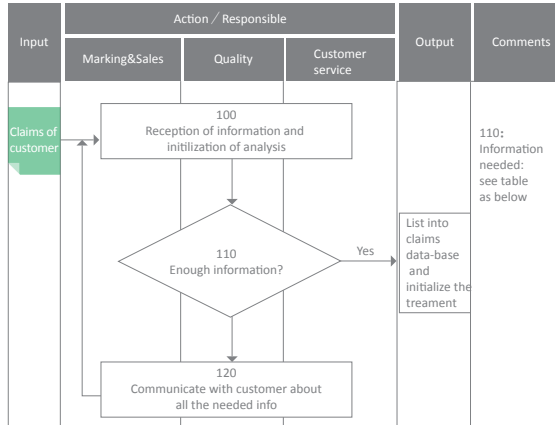 Input
Action / Responsible
Output
Comments
Marking&Sales
Quality
Customer
service
Claims of
customer
100
Reception of information and
initilization of analysis
110:
Information
needed:
see table
as below
110
Enough information?
Yes
List into
claims
data-base
and
initialize the
treament
120
Communicate with customer about
all the needed info